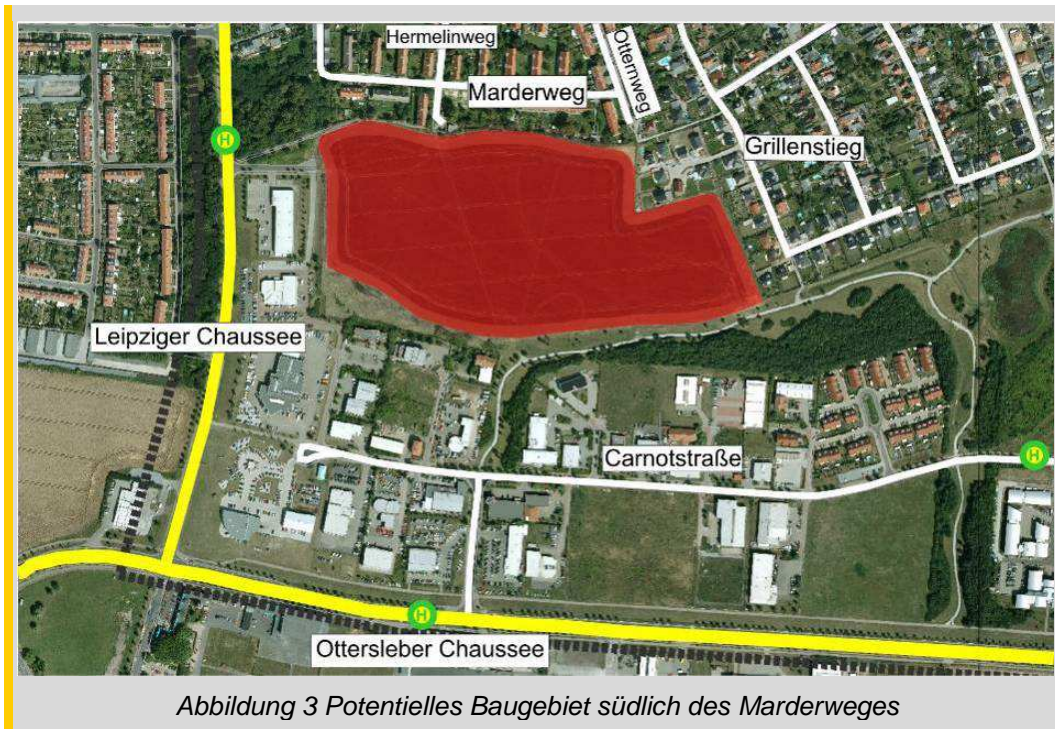 Hermelinweg
Otternweg
Marderweg
Grillenstieg
H
Leipziger Chaussee
Carnotstraße
H
H
Ottersleber Chaussee
Abbildung 3 Potentielles Baugebiet südlich des Marderweges